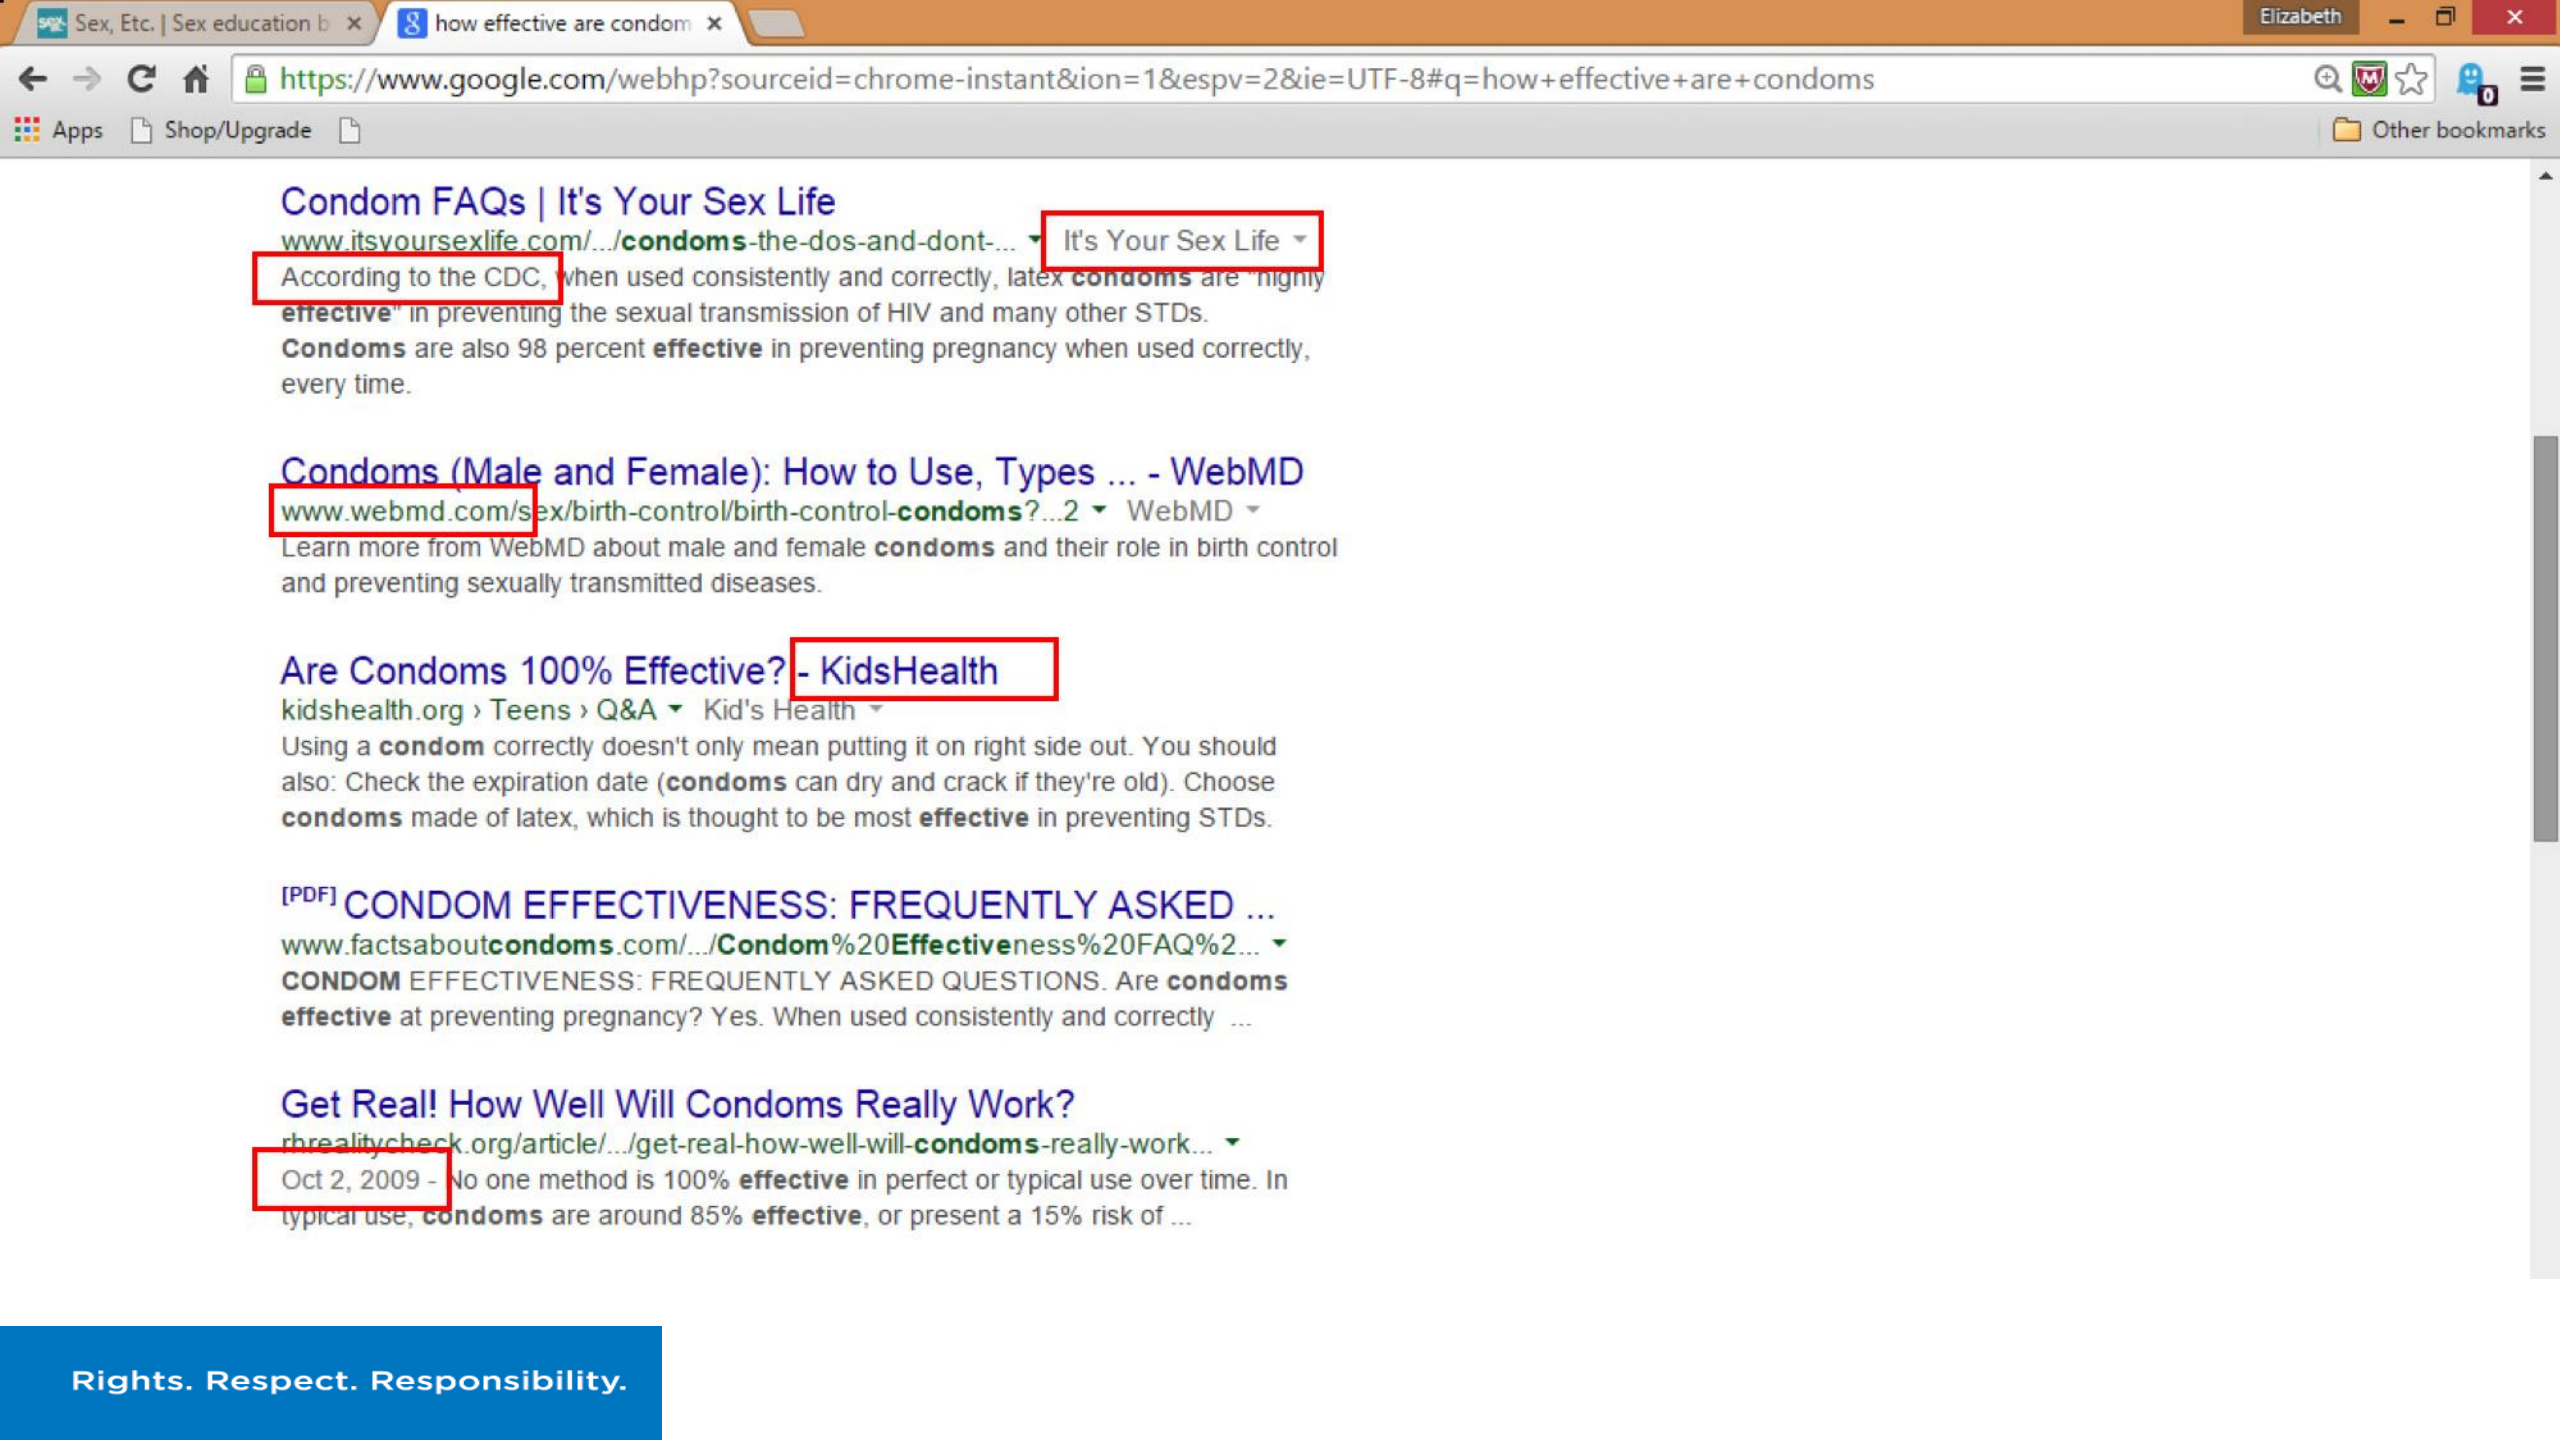 sex, Sex, Etc. | Sex education b
8 how effective are condom
Elizabeth
https://www.google.com/webhp?sourceid=chrome-instant&ion=1&espv=2&ie=UTF-8#q=how+effective+are+condoms
0
Apps Shop/Upgrade Other bookmarks
Condom FAQs | It's Your Sex Life
www.itsyoursexlife.com/.../condoms-the-dos-and-dont-... It's Your Sex Life
According to the CDC, when used consistently and correctly, latex condoms are "highly
effective" in preventing the sexual transmission of HIV and many other STDs.
Condoms are also 98 percent effective in preventing pregnancy when used correctly,
every time.
Condoms (Male and Female): How to Use, Types ... - WebMD
www.webmd.com/sex/birth-control/birth-control-condoms?...2 WebMD
Learn more from WebMD about male and female condoms and their role in birth control
and preventing sexually transmitted diseases.
Are Condoms 100% Effective? - KidsHealth
kidshealth.org › Teens › Q&A Kid's Health
Using a condom correctly doesn't only mean putting it on right side out. You should
also: Check the expiration date (condoms can dry and crack if they're old). Choose
condoms made of latex, which is thought to be most effective in preventing STDs.
[PDF] CONDOM EFFECTIVENESS: FREQUENTLY ASKED ...
www.factsaboutcondoms.com/.../Condom%20Effectiveness%20FAQ%2...
CONDOM EFFECTIVENESS: FREQUENTLY ASKED QUESTIONS. Are condoms
effective at preventing pregnancy? Yes. When used consistently and correctly ...
Get Real! How Well Will Condoms Really Work?
rhrealitycheck.org/article/.../get-real-how-well-will-condoms-really-work...
Oct 2, 2009 - No one method is 100% effective in perfect or typical use over time. In
typical use, condoms are around 85% effective, or present a 15% risk of ...
Rights. Respect. Responsibility.